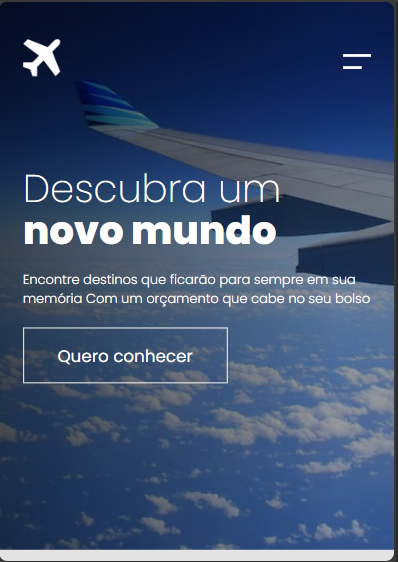 Descubra um
novo mundo
Encontre destinos que ficarão para sempre em sua
memória Com um orçamento que cabe no seu bolso
Quero conhecer